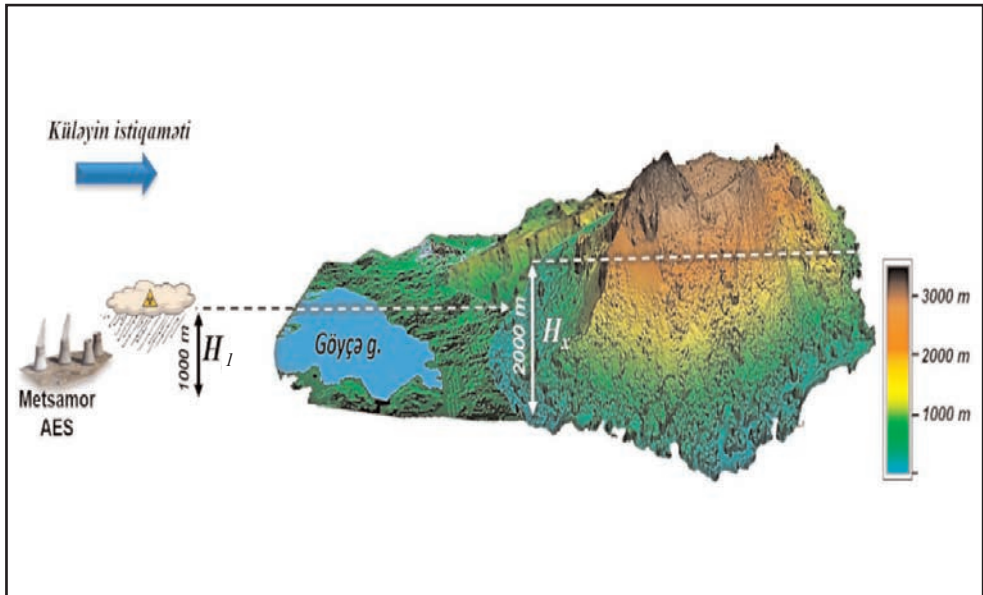 Küləyin istiqaməti
1000 m
H1
Metsamor
AES
Göyçə g.
2000 m
Hx
3000 m
2000 m
1000 m